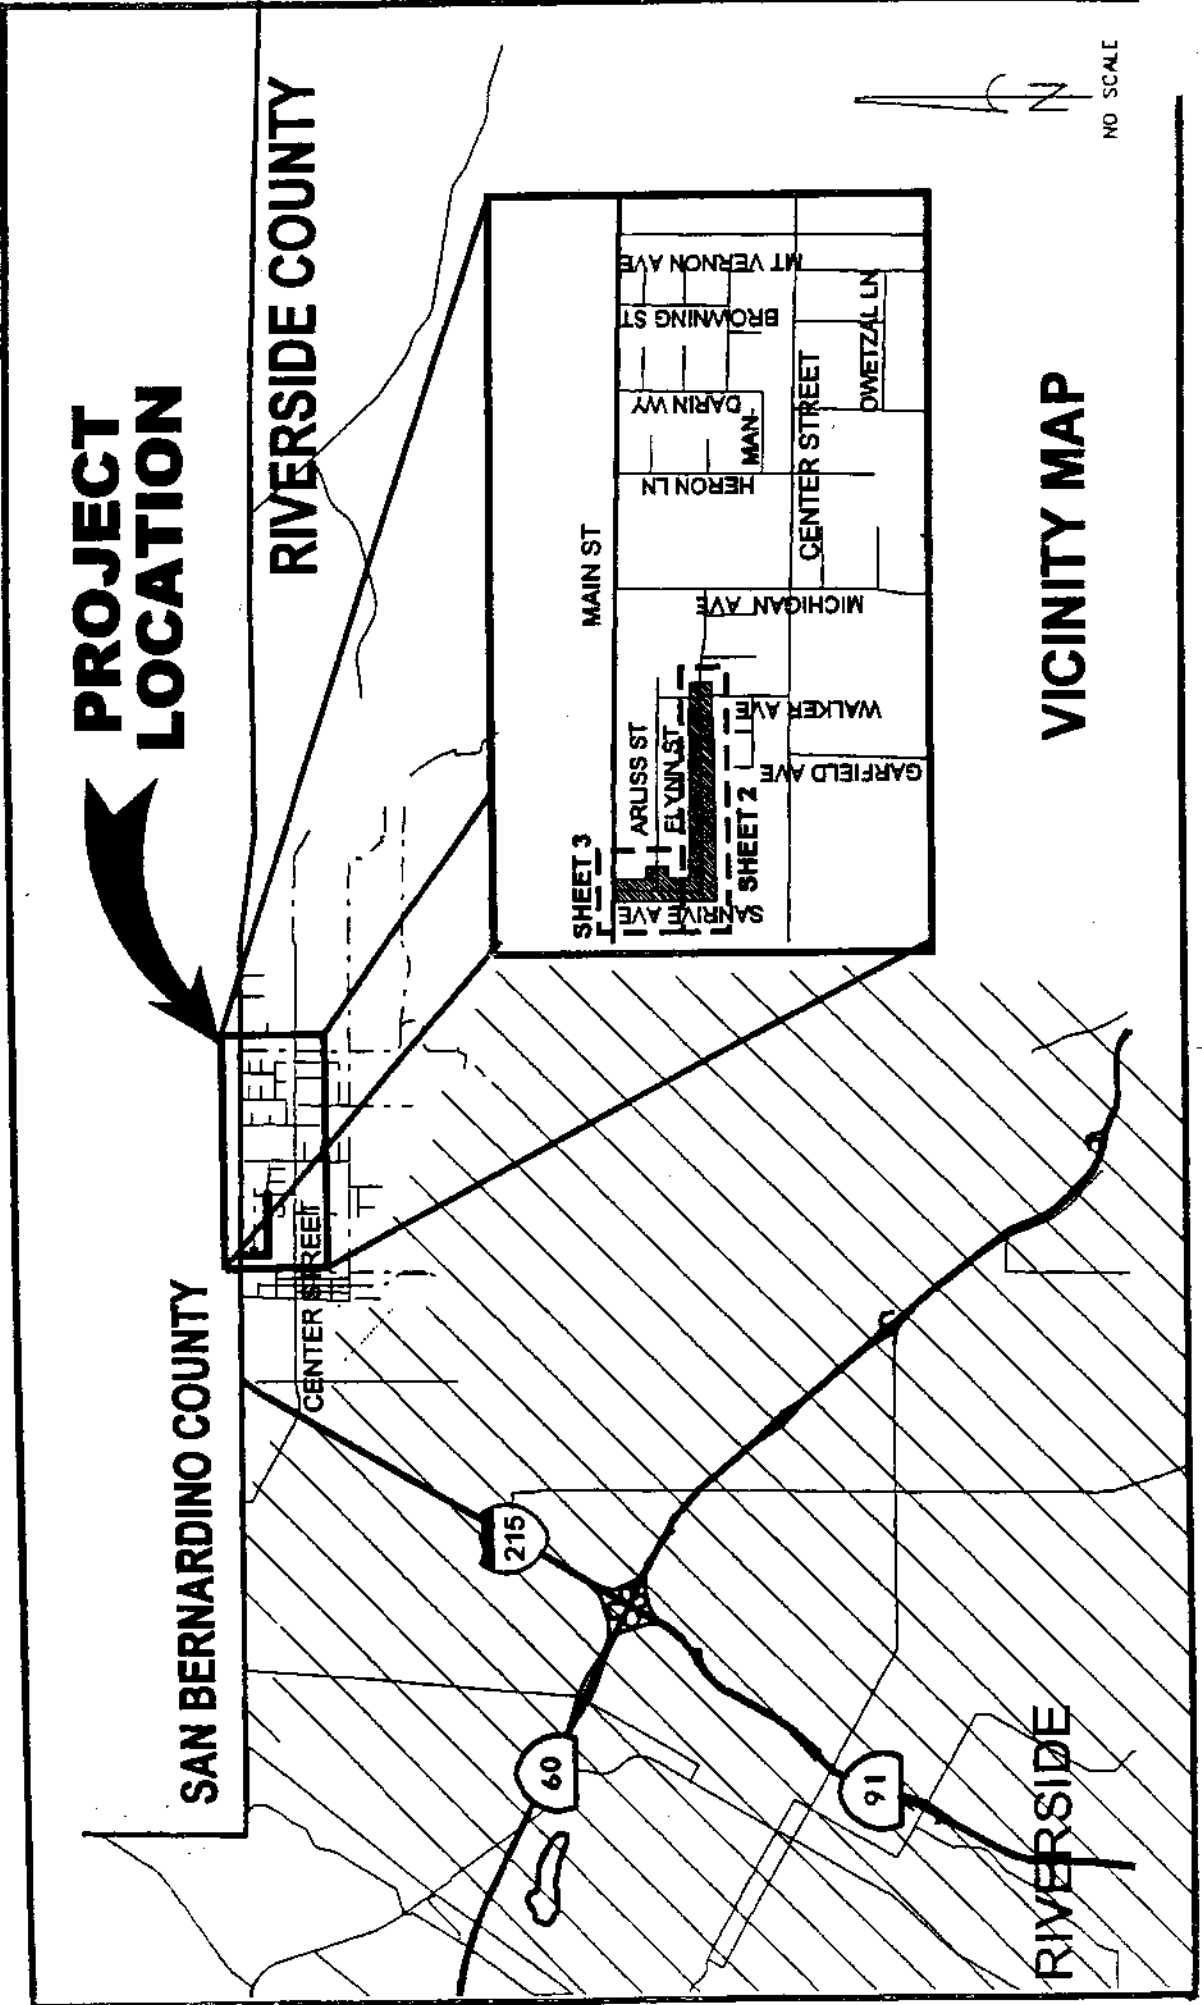 PROJECT
LOCATION
SAN BERNARDINO COUNTY
RIVERSIDE COUNTY
CENTER STREET
215
60
91
RIVERSIDE
SHEET 3
MAIN ST
ARLISS ST
FLYNN ST
SANRIVE AVE
SHEET 2
WALKER AVE
GARFIELD AVE
MICHIGAN AVE
HERON LN
DARIN WY
MAN-
BROWNING ST
MT VERNON AVE
CENTER STREET
OWETZAL LN
VICINITY MAP
N
NO SCALE